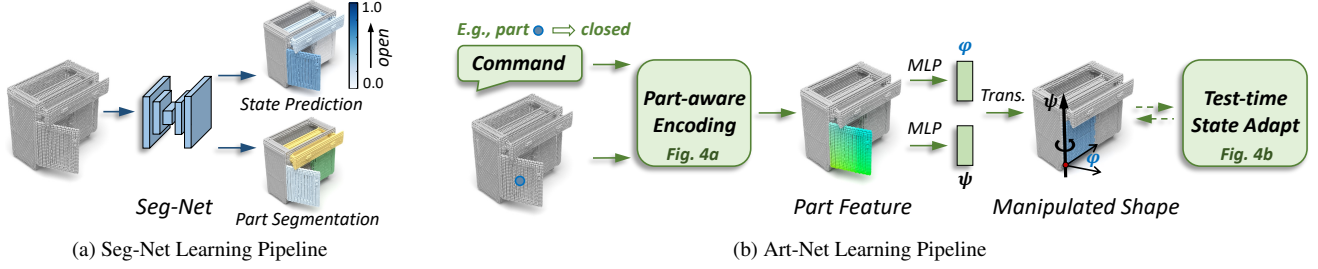 1.0
open
0.0
State Prediction
Seg-Net
Part Segmentation
(a) Seg-Net Learning Pipeline
E.g., part ⇨ closed
Command
Part-aware
Encoding
Fig. 4a
Part Feature
MLP
φ
MLP
ψ
Trans.
ψ
φ
Manipulated Shape
Test-time
State Adapt
Fig. 4b
(b) Art-Net Learning Pipeline